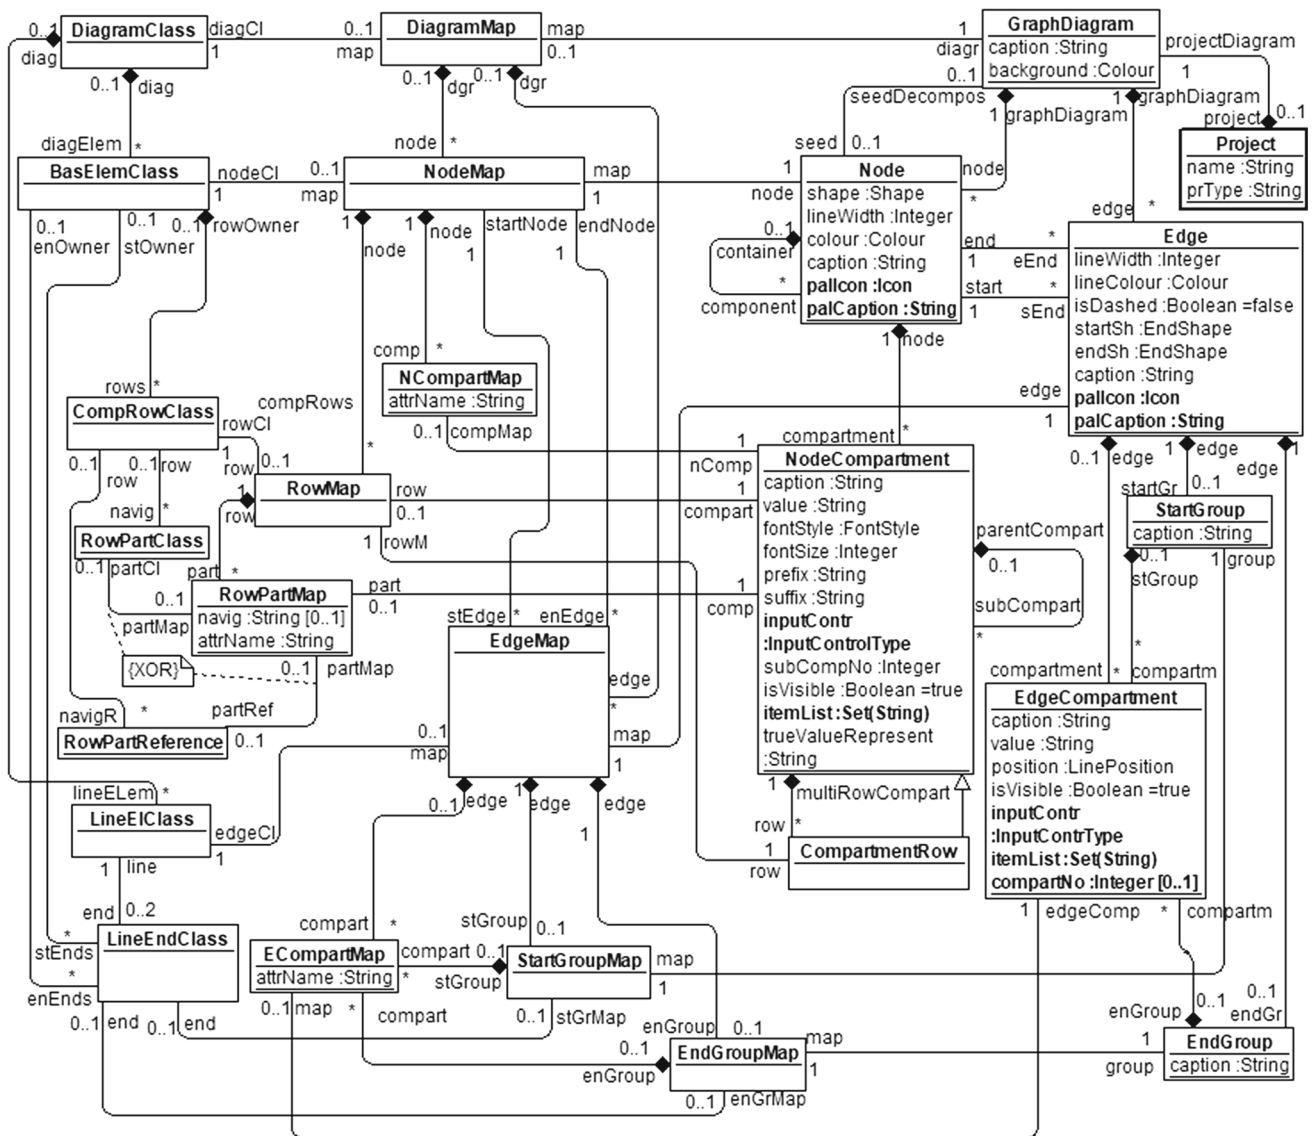 0..1
DiagramClass
diagCl
0..1
DiagramMap
map
1
GraphDiagram
projectDiagram
diag
1
map
0..1
diagr
caption :String
background :Colour
1
0..1
diag
0..1
dgr
0..1
dgr
0..1
seedDecompos
1
graphDiagram
1
graphDiagram
project
0..1
diagElem
*
node
*
seed
0..1
Project
name :String
prType :String
BasElemClass
nodeCl
1
0..1
map
NodeMap
map
1
1
node
Node
shape :Shape
lineWidth :Integer
colour :Colour
caption :String
palIcon :Icon
palCaption :String
node
*
edge
*
0..1
enOwner
0..1
stOwner
0..1
rowOwner
1
node
1
node
startNode
1
endNode
1
0..1
container
*
component
end
1
*
eEnd
start
1
*
sEnd
Edge
lineWidth :Integer
lineColour :Colour
isDashed :Boolean =false
startSh :EndShape
endSh :EndShape
caption :String
palIcon :Icon
palCaption :String
1
node
comp
*
NCompartMap
attrName :String
0..1
compMap
edge
1
rows
*
CompRowClass
rowCl
1
compRows
*
row
0..1
1
nComp
compartment
*
NodeCompartment
caption :String
value :String
fontStyle :FontStyle
fontSize :Integer
prefix :String
suffix :String
inputContr
:InputControlType
subCompNo :Integer
isVisible :Boolean =true
itemList :Set(String)
trueValueRepresent
:String
0..1
edge
1
edge
edge
1
0..1
row
0..1
row
navig
*
1
row
RowMap
row
0..1
1
compart
startGr
0..1
StartGroup
caption :String
RowPartClass
1
rowM
parentCompart
0..1
subCompart
*
0..1
stGroup
1
group
0..1
partCl
part
*
RowPartMap
navig :String [0..1]
attrName :String
part
0..1
1
comp
0..1
partMap
stEdge
*
enEdge
*
EdgeMap
{XOR}
0..1
partMap
edge
*
compartment
*
*
compartm
navigR
*
partRef
0..1
RowPartReference
0..1
map
map
1
EdgeCompartment
caption :String
value :String
position :LinePosition
isVisible :Boolean =true
inputContr
:InputContrType
itemList :Set(String)
compartNo :Integer [0..1]
lineELem
*
0..1
edge
1
edge
edge
1
1
multiRowCompart
LineElClass
edgeCl
1
row
*
1
row
CompartmentRow
1
line
end
0..2
compart
*
stGroup
0..1
1
edgeComp
*
compartm
*
stEnds
LineEndClass
ECompartMap
attrName :String
compart
*
0..1
stGroup
StartGroupMap
map
1
*
enEnds
0..1
end
0..1
end
0..1
map
*
compart
0..1
stGrMap
enGroup
0..1
enGroup
0..1
0..1
endGr
0..1
enGroup
EndGroupMap
map
1
1
group
EndGroup
caption :String
0..1
enGrMap